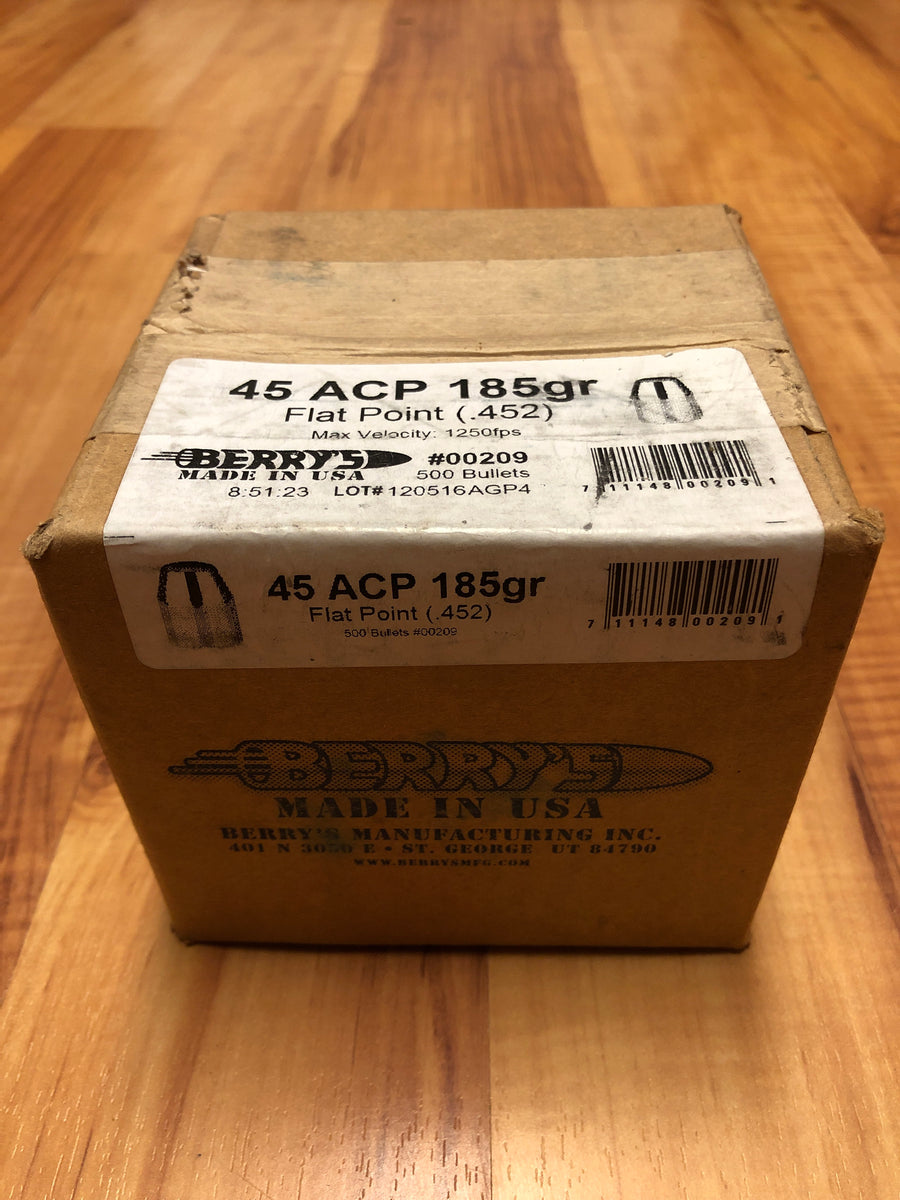 45 ACP 185gr
Flat Point (.452)
Max Velocity: 1250fps
BERRY'S
MADE IN USA
#00209
500 Bullets
8:51:23 LOT# 120516AGP4
7 11148 00209 1
45 ACP 185gr
Flat Point (.452)
500 Bullets #00209
7 11148 00209 1
BERRY'S
MADE IN USA
BERRY'S MANUFACTURING INC.
401 N 3050 E • ST. GEORGE UT 84790
WWW.BERRYSMFG.COM